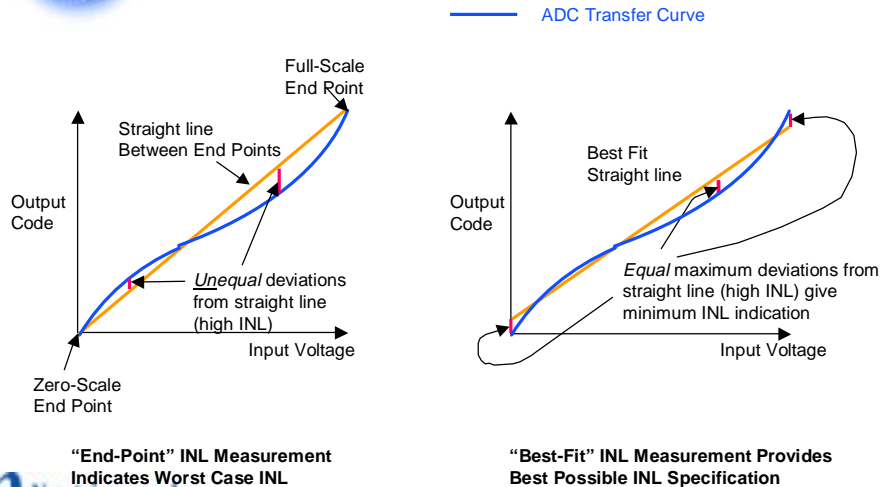 ADC Transfer Curve
Full-Scale
End Point
Straight line
Between End Points
Output
Code
Unequal deviations
from straight line
(high INL)
Input Voltage
Zero-Scale
End Point
“End-Point” INL Measurement
Indicates Worst Case INL
Best Fit
Straight line
Output
Code
Equal maximum deviations from
straight line (high INL) give
minimum INL indication
Input Voltage
“Best-Fit” INL Measurement Provides
Best Possible INL Specification